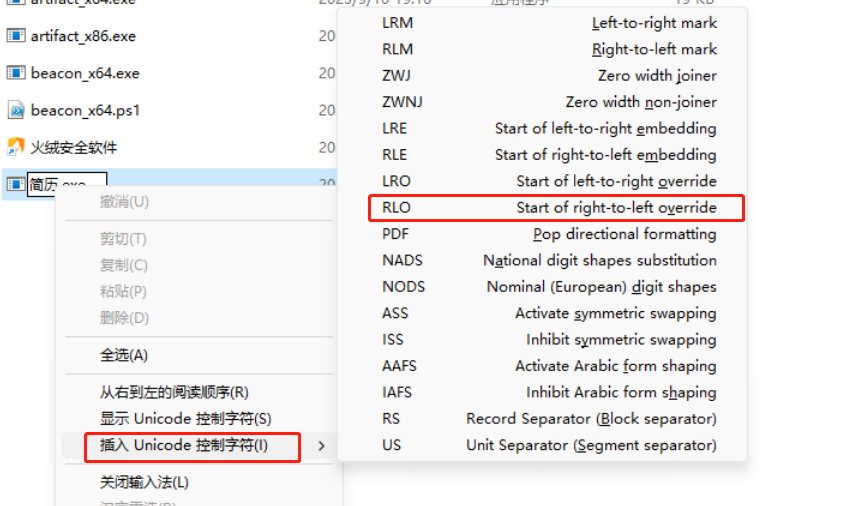 artifact_x64.exe
artifact_x86.exe
beacon_x64.exe
beacon_x64.ps1
火绒安全软件
简历.exe
撤消(U)
剪切(T)
复制(C)
粘贴(P)
删除(D)
全选(A)
从右到左的阅读顺序(R)
显示 Unicode 控制字符(S)
插入 Unicode 控制字符(I)
关闭输入法(L)
LRM Left-to-right mark
RLM Right-to-left mark
ZWJ Zero width joiner
ZWNJ Zero width non-joiner
LRE Start of left-to-right embedding
RLE Start of right-to-left embedding
LRO Start of left-to-right override
RLO Start of right-to-left override
PDF Pop directional formatting
NADS National digit shapes substitution
NODS Nominal (European) digit shapes
ASS Activate symmetric swapping
ISS Inhibit symmetric swapping
AAFS Activate Arabic form shaping
IAFS Inhibit Arabic form shaping
RS Record Separator (Block separator)
US Unit Separator (Segment separator)